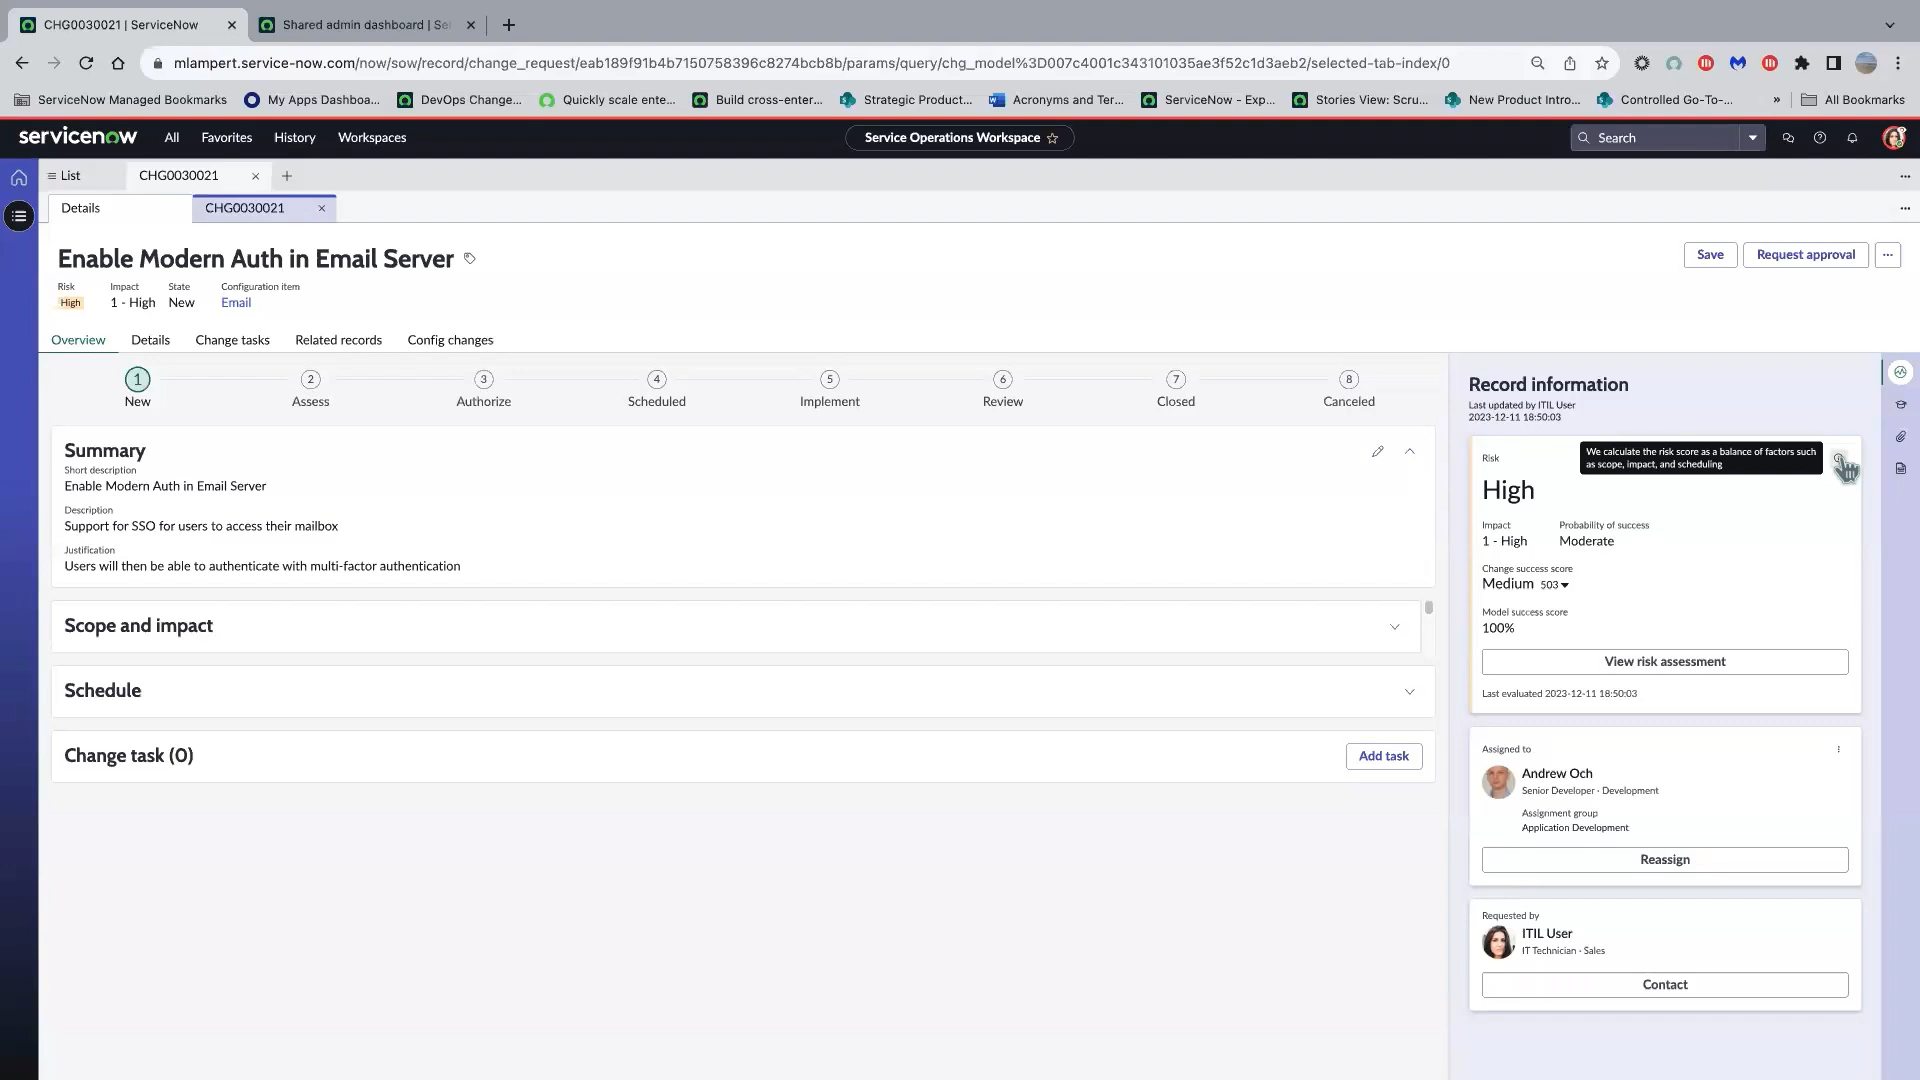 CHG0030021 | ServiceNow
Shared admin dashboard | Se
mlampert.service-now.com/now/sow/record/change_request/eab189f91b4b7150758396c8274bcb8b/params/query/chg_model%3D007c4001c343101035ae3f52c1d3aeb2/selected-tab-index/0
ServiceNow Managed Bookmarks
My Apps Dashboa...
DevOps Change...
Quickly scale ente...
Build cross-enter...
Strategic Product...
Acronyms and Ter...
ServiceNow - Exp...
Stories View: Scru...
New Product Intro...
Controlled Go-To-...
»
All Bookmarks
servicenow
All
Favorites
History
Workspaces
Service Operations Workspace
Search
List
CHG0030021
Details
CHG0030021
Enable Modern Auth in Email Server
Save
Request approval
Risk
Impact
State
Configuration item
High
1 - High
New
Email
Overview
Details
Change tasks
Related records
Config changes
1
2
3
4
5
6
7
8
New
Assess
Authorize
Scheduled
Implement
Review
Closed
Canceled
Summary
Short description
Enable Modern Auth in Email Server
Description
Support for SSO for users to access their mailbox
Justification
Users will then be able to authenticate with multi-factor authentication
Scope and impact
Schedule
Change task (0)
Add task
Record information
Last updated by ITIL User
2023-12-11 18:50:03
Risk
We calculate the risk score as a balance of factors such
as scope, impact, and scheduling
High
Impact
Probability of success
1 - High
Moderate
Change success score
Medium 503
Model success score
100%
View risk assessment
Last evaluated 2023-12-11 18:50:03
Assigned to
Andrew Och
Senior Developer · Development
Assignment group
Application Development
Reassign
Requested by
ITIL User
IT Technician · Sales
Contact